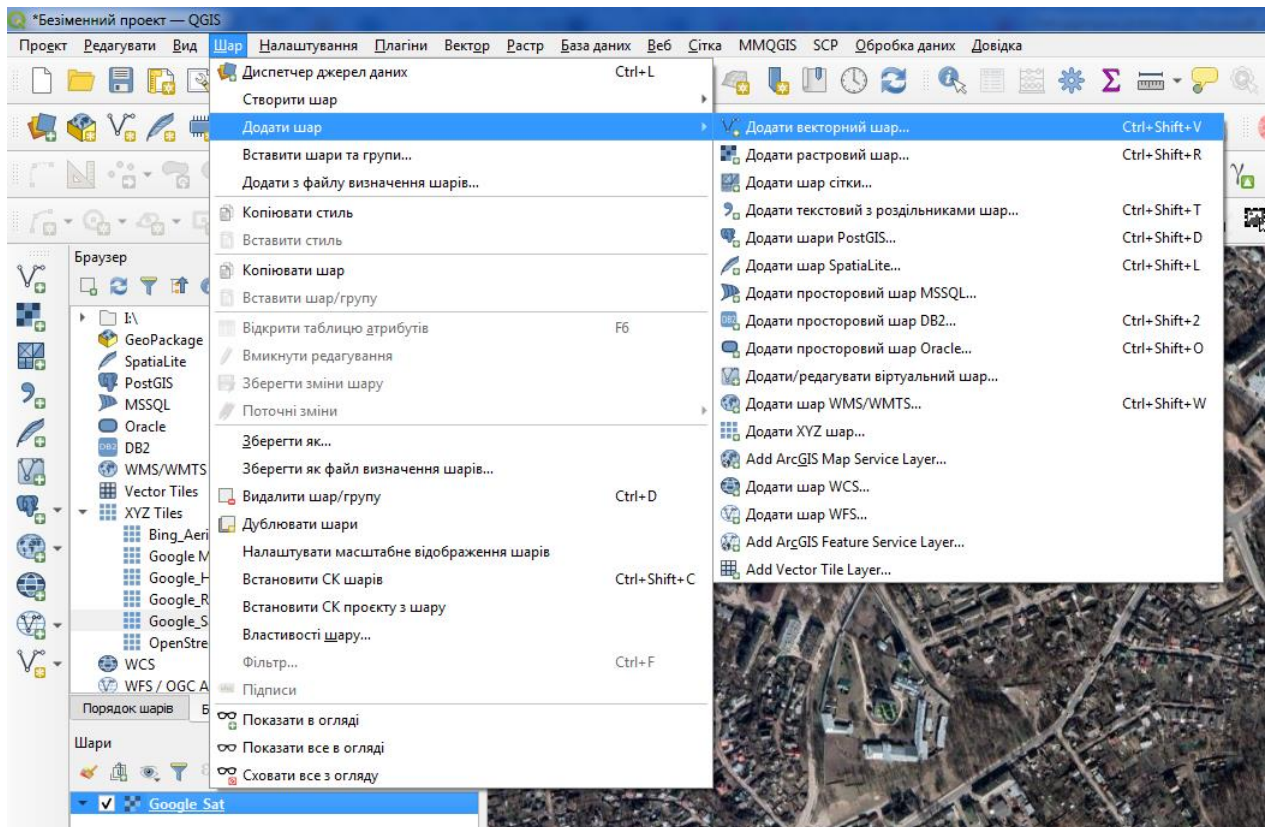 *Безіменний проект — QGIS
Проект Редагувати Вид Шар Налаштування Плагіни Вектор Растр База даних Веб Сітка MMQGIS SCP Обробка даних Довідка
Диспетчер джерел даних Ctrl+L
Створити шар
Додати шар
Вставити шари та групи...
Додати з файлу визначення шарів...
Копіювати стиль
Вставити стиль
Копіювати шар
Вставити шар/групу
Відкрити таблицю атрибутів F6
Вмикнути редагування
Зберегти зміни шару
Поточні зміни
Зберегти як...
Зберегти як файл визначення шарів...
Видалити шар/групу Ctrl+D
Дублювати шари
Налаштувати масштабне відображення шарів
Встановити СК шарів Ctrl+Shift+C
Встановити СК проєкту з шару
Властивості шару...
Фільтр... Ctrl+F
Підписи
Показати в огляді
Показати все в огляді
Сховати все з огляду
Додати векторний шар... Ctrl+Shift+V
Додати растровий шар... Ctrl+Shift+R
Додати шар сітки...
Додати текстовий з роздільниками шар... Ctrl+Shift+T
Додати шари PostGIS... Ctrl+Shift+D
Додати шар SpatiaLite... Ctrl+Shift+L
Додати просторовий шар MSSQL...
Додати просторовий шар DB2... Ctrl+Shift+2
Додати просторовий шар Oracle... Ctrl+Shift+O
Додати/редагувати віртуальний шар...
Додати шар WMS/WMTS... Ctrl+Shift+W
Додати XYZ шар...
Add ArcGIS Map Service Layer...
Додати шар WCS...
Додати шар WFS...
Add ArcGIS Feature Service Layer...
Add Vector Tile Layer...
Браузер
I:\
GeoPackage
SpatiaLite
PostGIS
MSSQL
Oracle
DB2
WMS/WMTS
Vector Tiles
XYZ Tiles
Bing_Aeri
Google M
Google_H
Google_R
Google_S
OpenStre
WCS
WFS / OGC A
Порядок шарів Б
Шари
Google_Sat